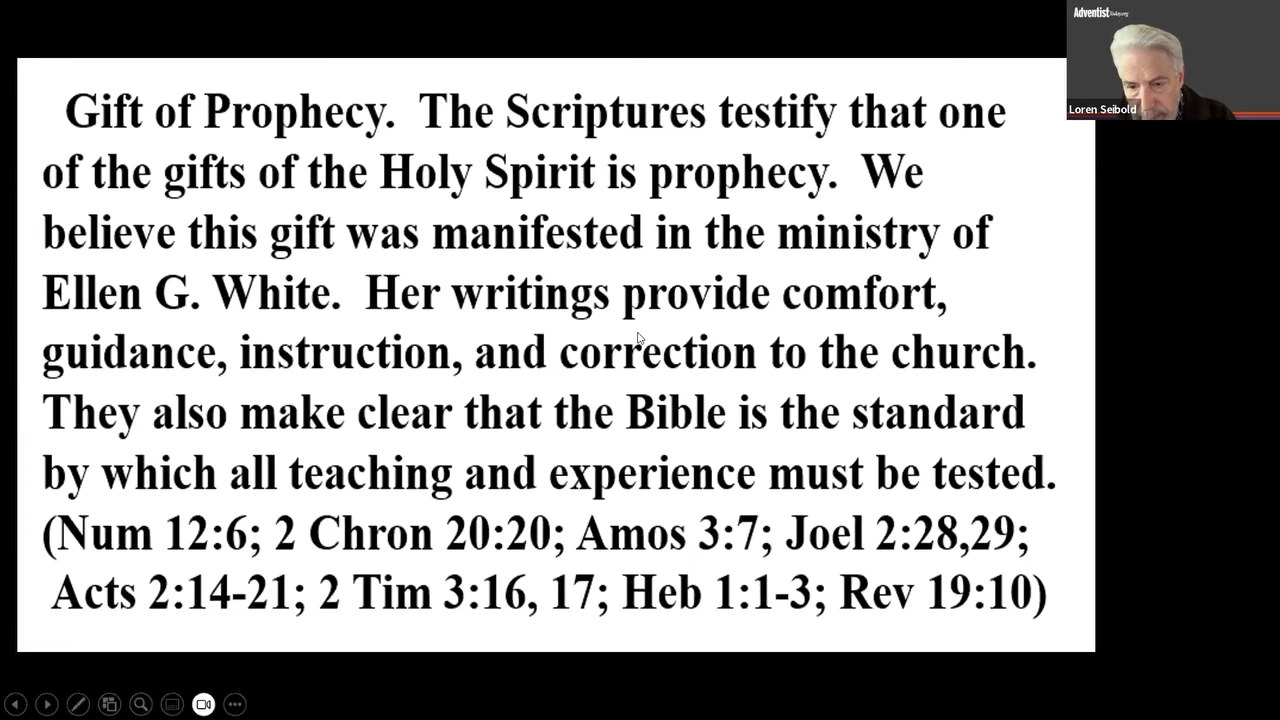 AdventistToday.org
Loren Seibold
Gift of Prophecy. The Scriptures testify that one
of the gifts of the Holy Spirit is prophecy. We
believe this gift was manifested in the ministry of
Ellen G. White. Her writings provide comfort,
guidance, instruction, and correction to the church.
They also make clear that the Bible is the standard
by which all teaching and experience must be tested.
(Num 12:6; 2 Chron 20:20; Amos 3:7; Joel 2:28,29;
Acts 2:14-21; 2 Tim 3:16, 17; Heb 1:1-3; Rev 19:10)